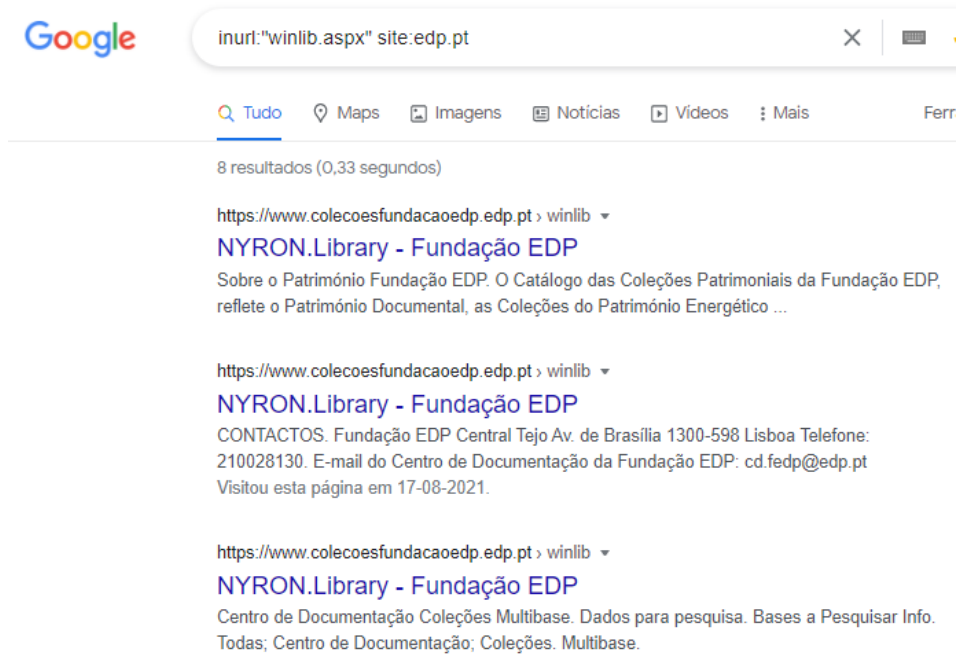 Google
inurl:"winlib.aspx" site:edp.pt
Tudo Maps Imagens Notícias Vídeos Mais
8 resultados (0,33 segundos)
https://www.colecoesfundacaoedp.edp.pt › winlib
NYRON.Library - Fundação EDP
Sobre o Património Fundação EDP. O Catálogo das Coleções Patrimoniais da Fundação EDP,
reflete o Património Documental, as Coleções do Património Energético ...
https://www.colecoesfundacaoedp.edp.pt › winlib
NYRON.Library - Fundação EDP
CONTACTOS. Fundação EDP Central Tejo Av. de Brasília 1300-598 Lisboa Telefone:
210028130. E-mail do Centro de Documentação da Fundação EDP: cd.fedp@edp.pt
Visitou esta página em 17-08-2021.
https://www.colecoesfundacaoedp.edp.pt › winlib
NYRON.Library - Fundação EDP
Centro de Documentação Coleções Multibase. Dados para pesquisa. Bases a Pesquisar Info.
Todas; Centro de Documentação; Coleções. Multibase.